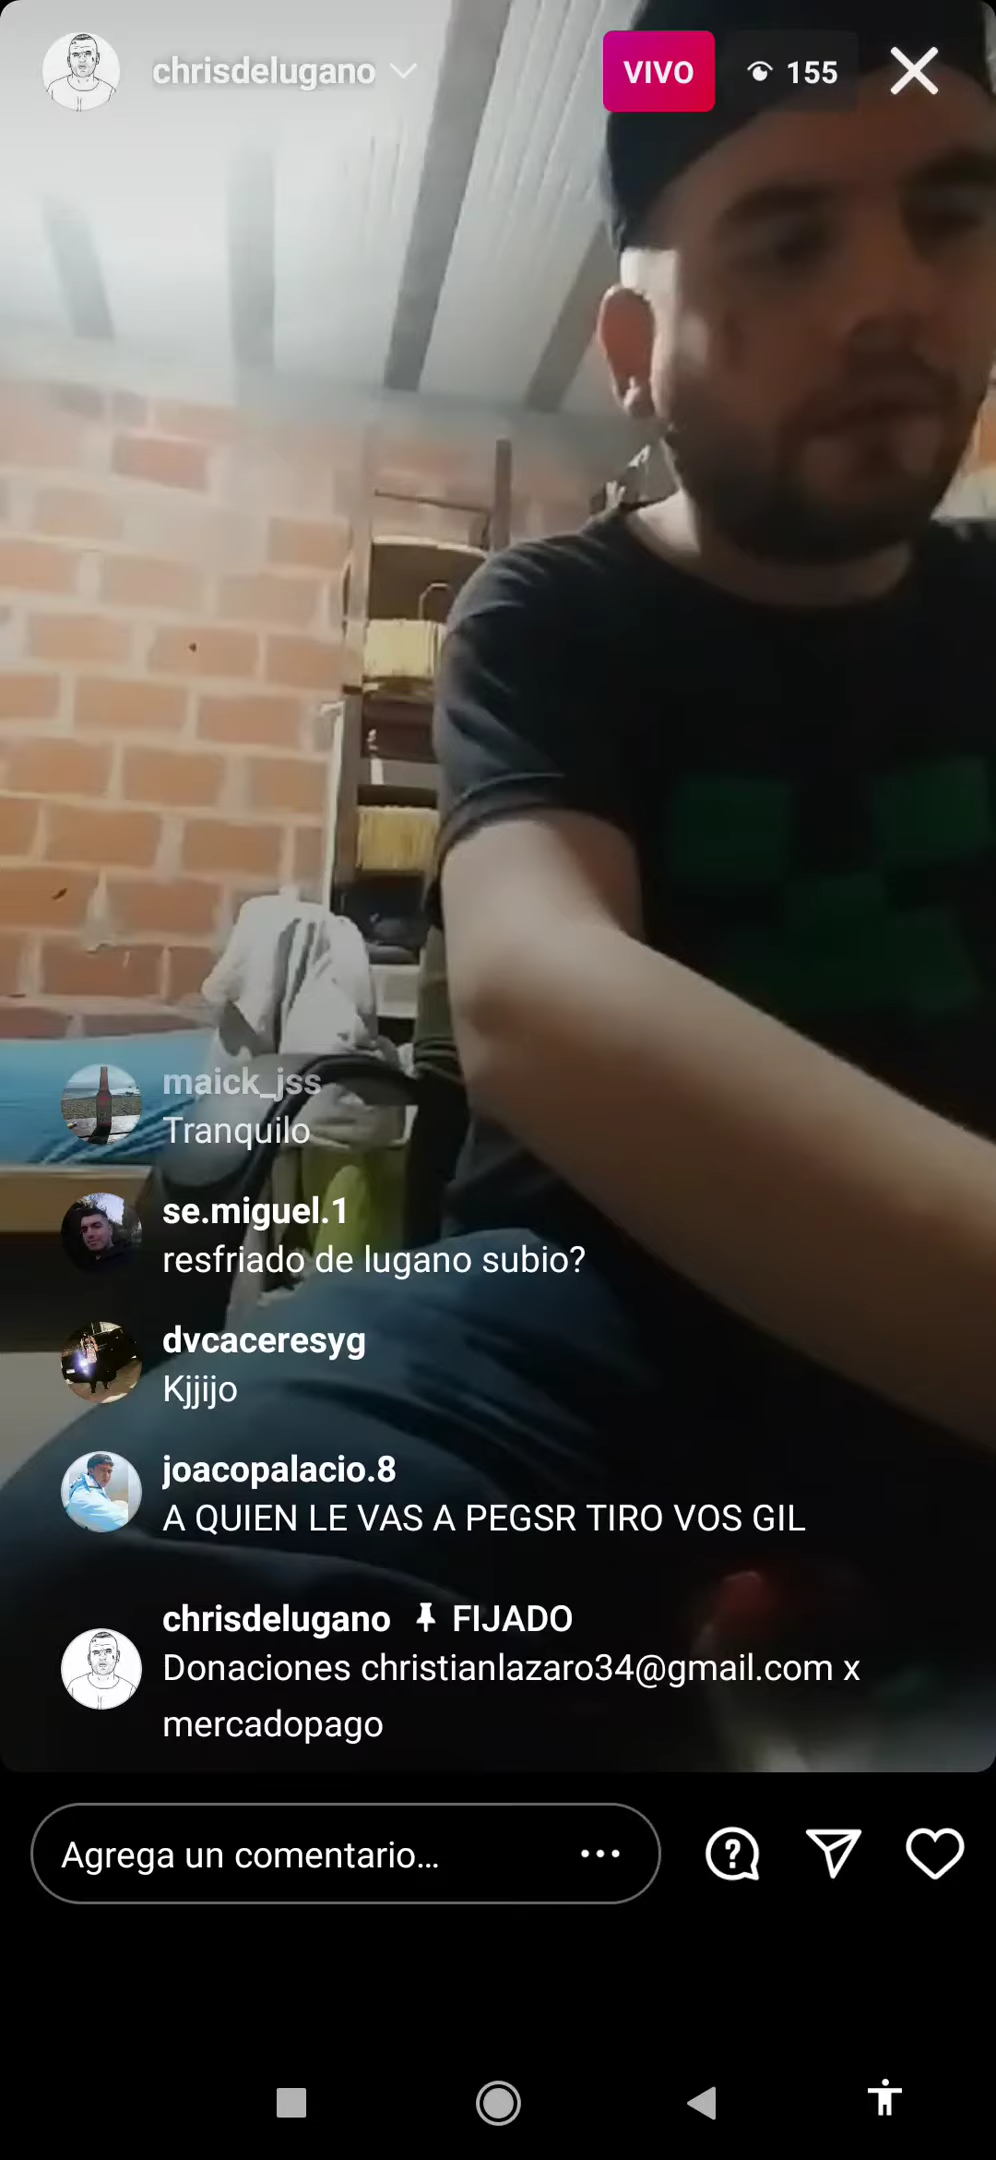 chrisdelugano
VIVO
155
maick_jss
Tranquilo
se.miguel.1
resfriado de lugano subio?
dvcaceresyg
Kjjijo
joacopalacio.8
A QUIEN LE VAS A PEGSR TIRO VOS GIL
chrisdelugano FIJADO
Donaciones christianlazaro34@gmail.com x
mercadopago
Agrega un comentario...